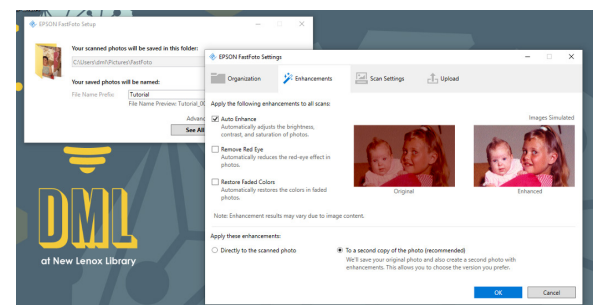 EPSON FastFoto Setup
Your scanned photos will be saved in this folder:
C:\Users\dml\Pictures\FastFoto
Your saved photos will be named:
File Name Prefix: Tutorial
File Name Preview: Tutorial_00
Advanc
See All
EPSON FastFoto Settings
Organization
Enhancements
Scan Settings
Upload
Apply the following enhancements to all scans:
Auto Enhance
Automatically adjusts the brightness,
contrast, and saturation of photos.
Remove Red Eye
Automatically reduces the red-eye effect in
photos.
Restore Faded Colors
Automatically restores the colors in faded
photos.
Images Simulated
Original
Enhanced
Note: Enhancement results may vary due to image content.
Apply these enhancements:
Directly to the scanned photo
To a second copy of the photo (recommended)
We'll save your original photo and also create a second photo with
enhancements. This allows you to choose the version you prefer.
OK
Cancel
DML
at New Lenox Library